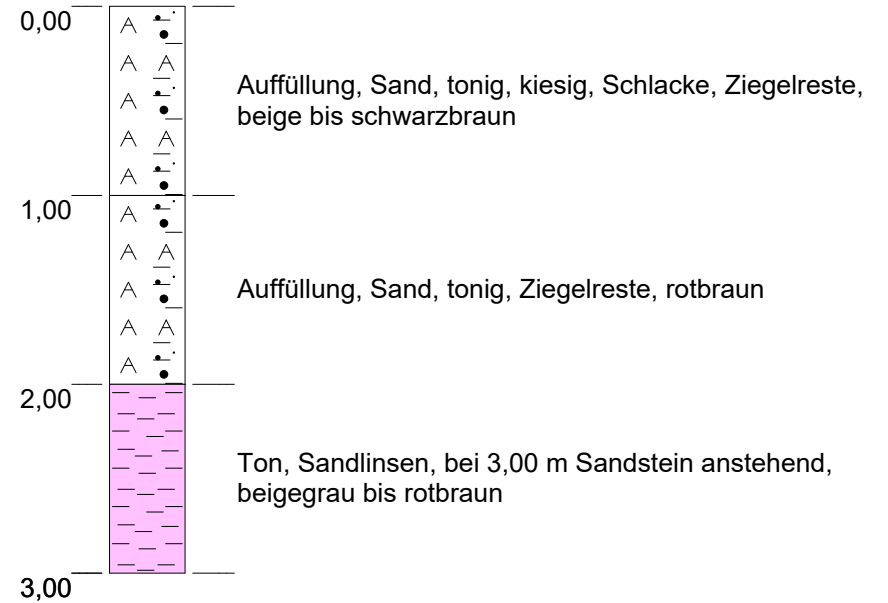 0,00
Auffüllung, Sand, tonig, kiesig, Schlacke, Ziegelreste,
beige bis schwarzbraun
1,00
Auffüllung, Sand, tonig, Ziegelreste, rotbraun
2,00
Ton, Sandlinsen, bei 3,00 m Sandstein anstehend,
beigegrau bis rotbraun
3,00